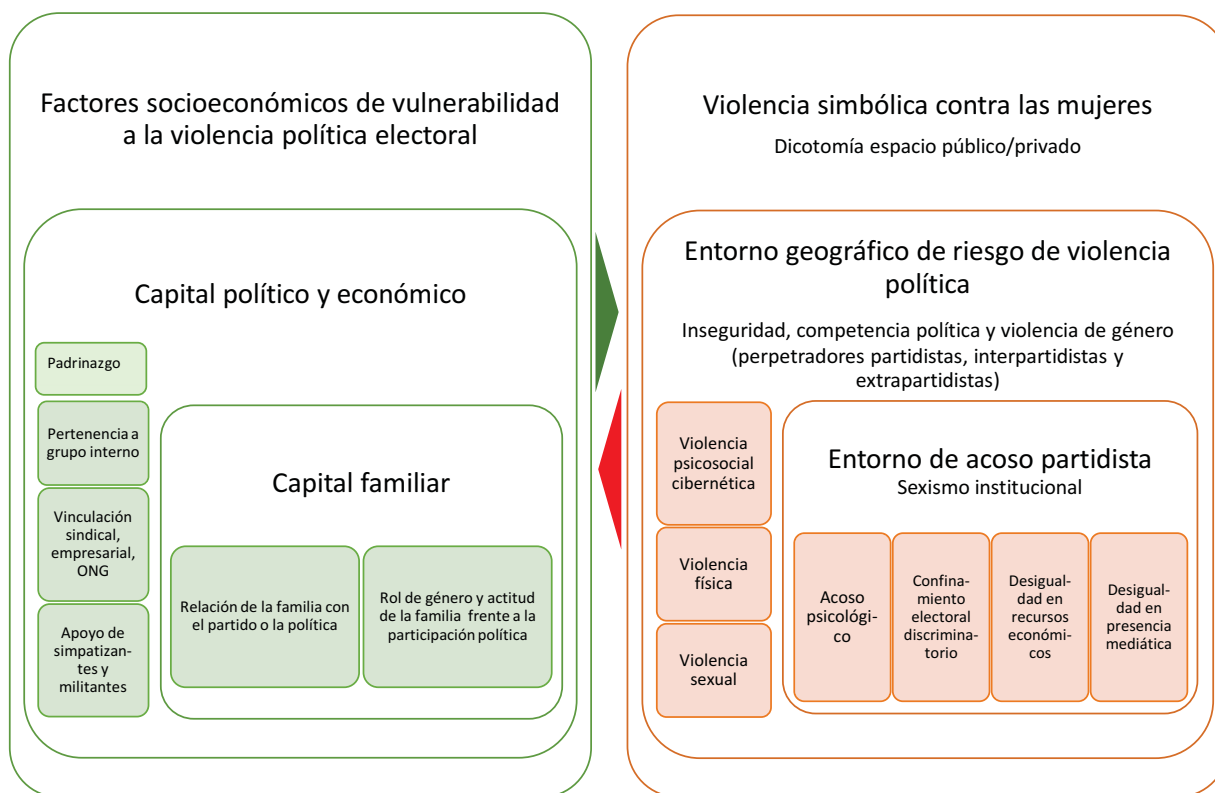 Factores socioeconómicos de vulnerabilidad
a la violencia política electoral
Capital político y económico
Padrinazgo
Pertenencia a
grupo interno
Vinculación
sindical,
empresarial,
ONG
Apoyo de
simpatizan-
tes y
militantes
Capital familiar
Relación de la familia con
el partido o la política
Rol de género y actitud
de la familia frente a la
participación política
Violencia simbólica contra las mujeres
Dicotomía espacio público/privado
Entorno geográfico de riesgo de violencia
política
Inseguridad, competencia política y violencia de género
(perpetradores partidistas, interpartidistas y
extrapartidistas)
Violencia
psicosocial
cibernética
Violencia
física
Violencia
sexual
Entorno de acoso partidista
Sexismo institucional
Acoso
psicológi-
co
Confina-
miento
electoral
discrimina-
torio
Desigual-
dad en
recursos
económi-
cos
Desigual-
dad en
presencia
mediática